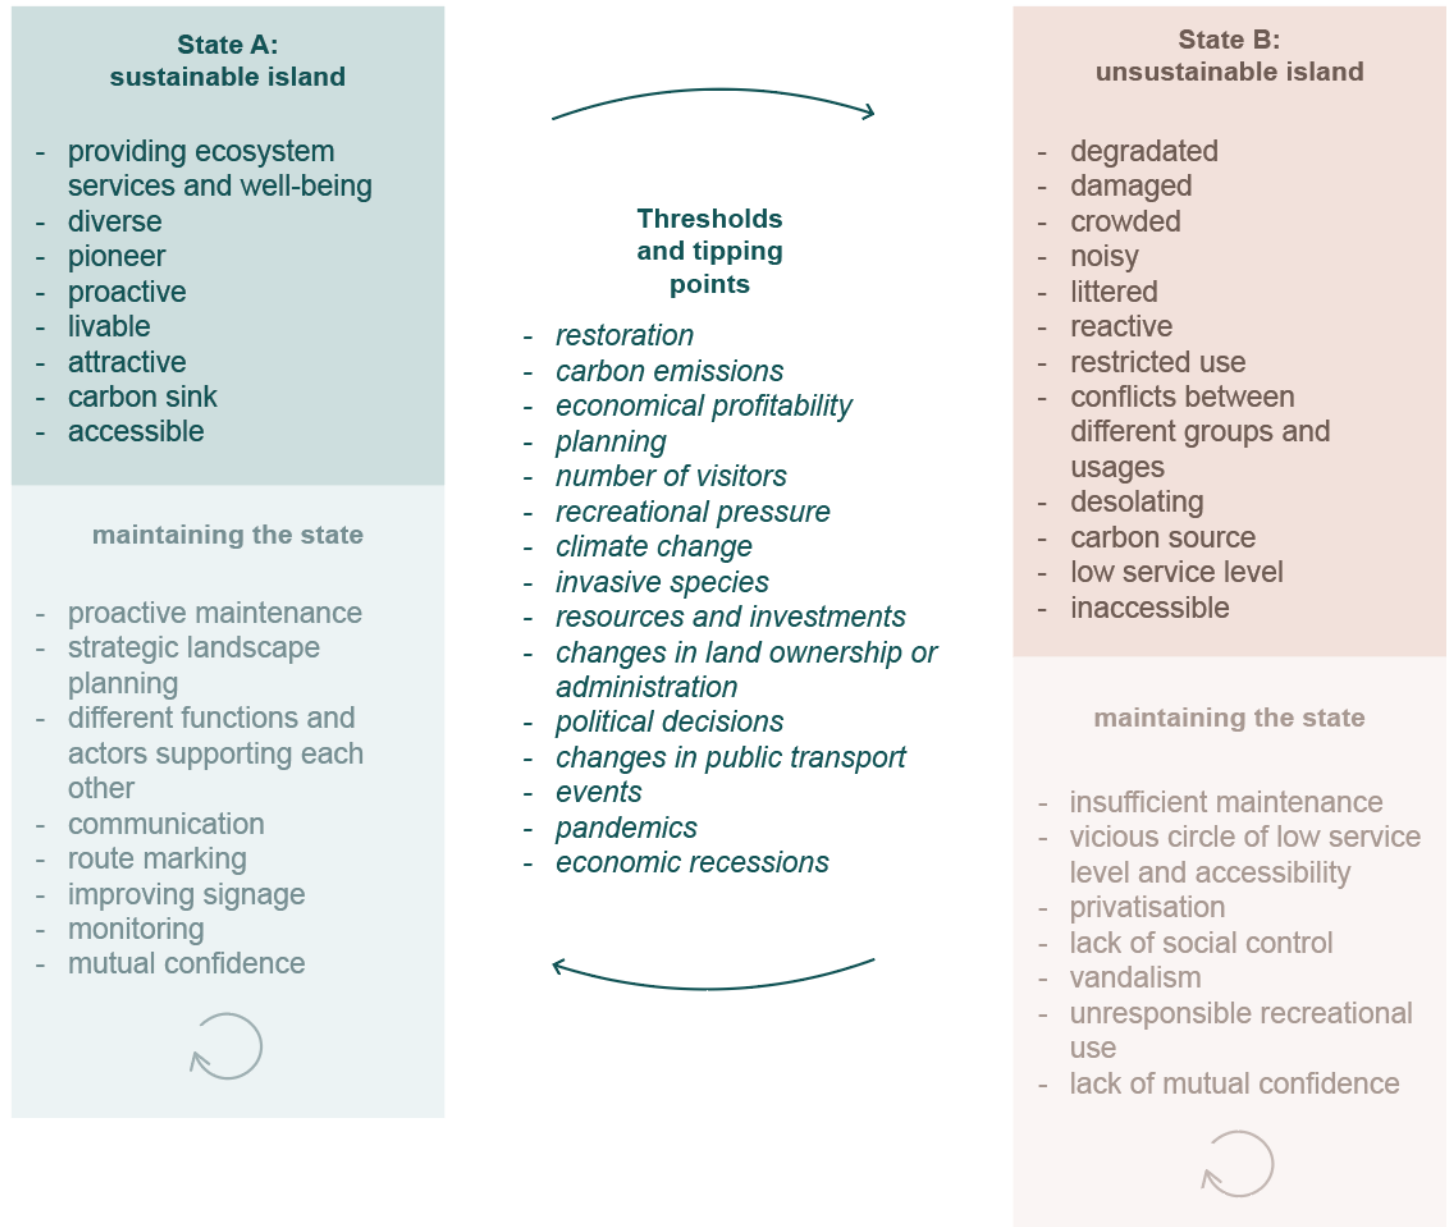 State A:
sustainable island
- providing ecosystem
services and well-being
- diverse
- pioneer
- proactive
- livable
- attractive
- carbon sink
- accessible
maintaining the state
- proactive maintenance
- strategic landscape
planning
- different functions and
actors supporting each
other
- communication
- route marking
- improving signage
- monitoring
- mutual confidence
Thresholds
and tipping
points
- restoration
- carbon emissions
- economical profitability
- planning
- number of visitors
- recreational pressure
- climate change
- invasive species
- resources and investments
- changes in land ownership or
administration
- political decisions
- changes in public transport
- events
- pandemics
- economic recessions
State B:
unsustainable island
- degradated
- damaged
- crowded
- noisy
- littered
- reactive
- restricted use
- conflicts between
different groups and
usages
- desolating
- carbon source
- low service level
- inaccessible
maintaining the state
- insufficient maintenance
- vicious circle of low service
level and accessibility
- privatisation
- lack of social control
- vandalism
- unresponsible recreational
use
- lack of mutual confidence